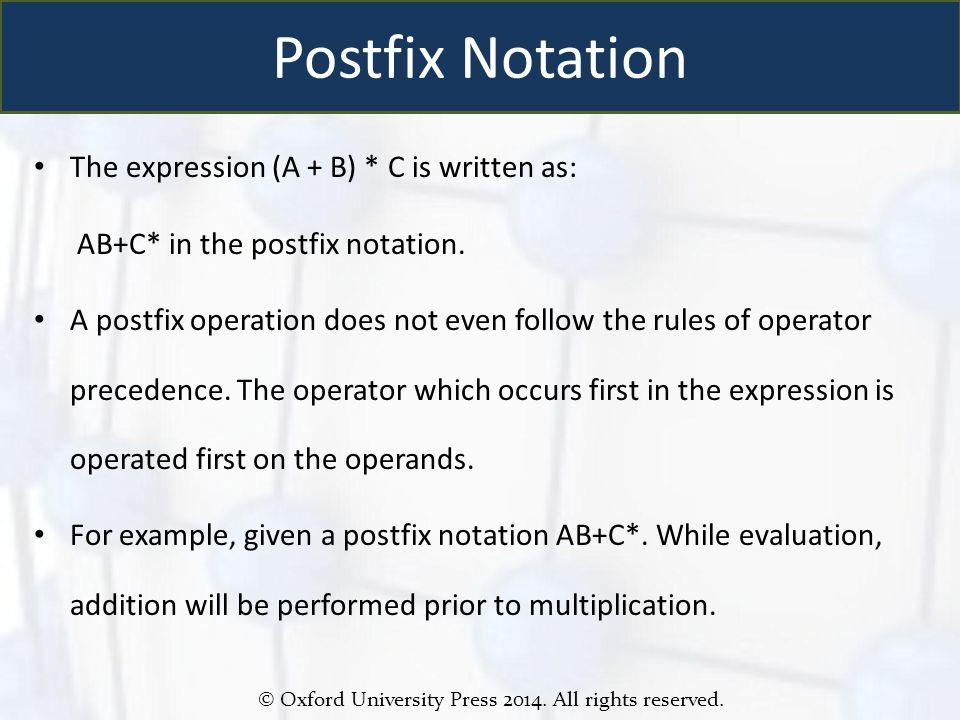 Postfix Notation
• The expression (A + B) * C is written as:
AB+C* in the postfix notation.
• A postfix operation does not even follow the rules of operator
precedence. The operator which occurs first in the expression is
operated first on the operands.
• For example, given a postfix notation AB+C*. While evaluation,
addition will be performed prior to multiplication.
© Oxford University Press 2014. All rights reserved.